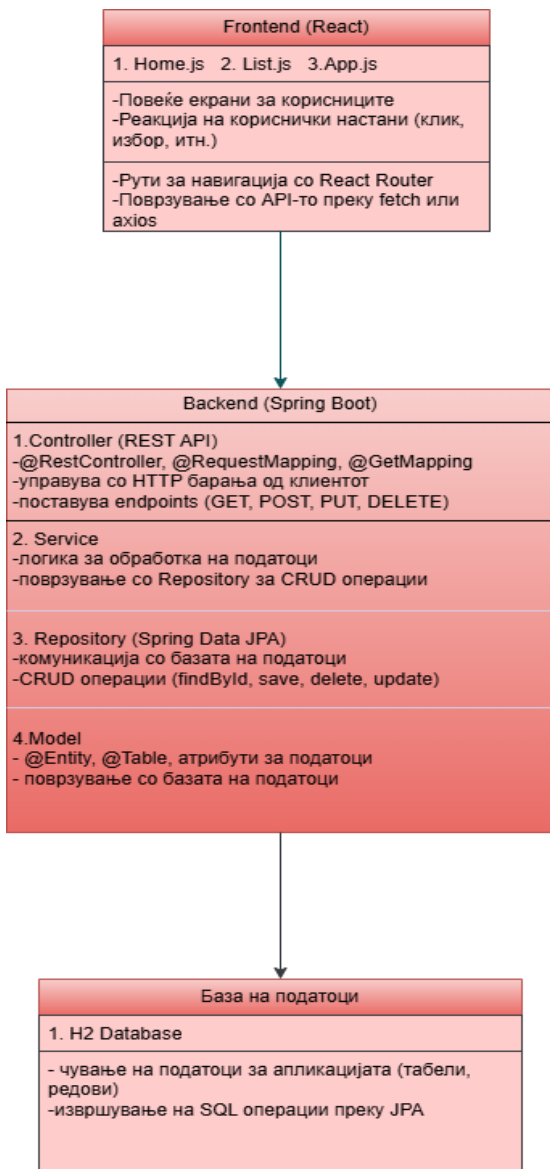 Frontend (React)
1. Home.js 2. List.js 3.App.js
-Повеќе екрани за корисниците
-Реакција на кориснички настани (клик,
избор, итн.)
-Рути за навигација со React Router
-Поврзување со API-то преку fetch или
axios
Backend (Spring Boot)
1.Controller (REST API)
-@RestController, @RequestMapping, @GetMapping
-управува со HTTP барања од клиентот
-поставува endpoints (GET, POST, PUT, DELETE)
2. Service
-логика за обработка на податоци
-поврзување со Repository за CRUD операции
3. Repository (Spring Data JPA)
-комуникација со базата на податоци
-CRUD операции (findById, save, delete, update)
4.Model
- @Entity, @Table, атрибути за податоци
- поврзување со базата на податоци
База на податоци
1. H2 Database
- чување на податоци за апликацијата (табели,
редови)
-извршување на SQL операции преку JPA